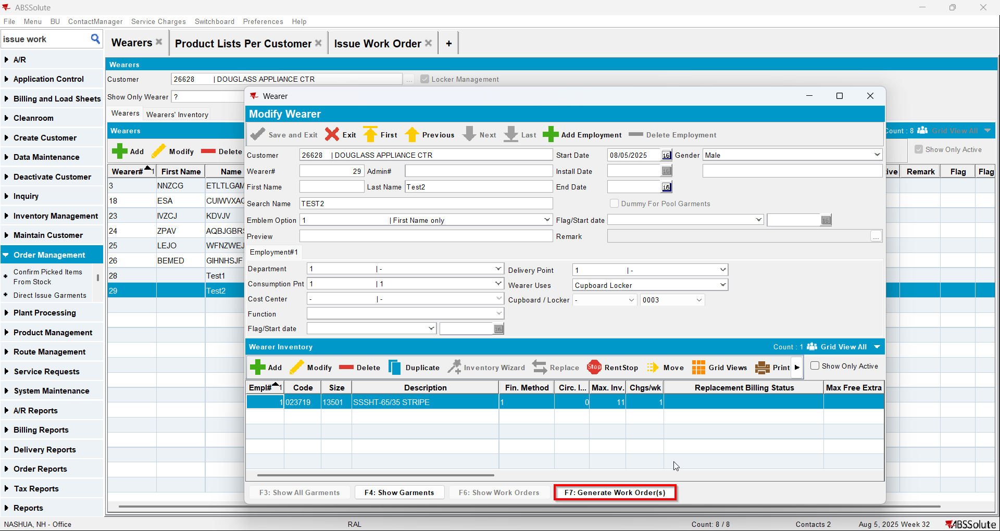 ABSSolute
File Menu BU ContactManager Service Charges Switchboard Preferences Help
issue work
Wearers
Product Lists Per Customer
Issue Work Order
+
A/R
Application Control
Billing and Load Sheets
Cleanroom
Create Customer
Data Maintenance
Deactivate Customer
Inquiry
Inventory Management
Maintain Customer
Order Management
Confirm Picked Items
From Stock
Direct Issue Garments
Plant Processing
Product Management
Route Management
Service Requests
System Maintenance
A/R Reports
Billing Reports
Delivery Reports
Order Reports
Tax Reports
Reports
Wearers
Customer 26628 | DOUGLASS APPLIANCE CTR ... Locker Management
Show Only Wearer ?
Wearers Wearers' Inventory
Wearers
Count : 8 Grid View All
Add Modify Delete
Show Only Active
Wearer# 1 First Name Name
3 NNZCG ETLTLGAM
18 ESA
23 IVZCJ KDVJV
24 ZPAV
25 LEJO WFNZWEJ
26 BEMED GIHNHSJF
28 Test1
29 Test2
ive Remark Flag Flag
Wearer
Modify Wearer
Save and Exit Exit First Previous Next Last Add Employment Delete Employment
Customer 26628 | DOUGLASS APPLIANCE CTR Start Date 08/05/2025 16 Gender Male
Wearer# 29 Admin# Install Date 16
First Name Last Name Test2 End Date 16
Search Name TEST2 Dummy For Pool Garments
Emblem Option 1 | First Name only Flag/Start date 16
Preview Remark ...
Employment#1
Department 1 | - Delivery Point 1 | -
Consumption Pnt 1 | 1 Wearer Uses Cupboard Locker
Cost Center - | - Cupboard / Locker - 0003
Function
Flag/Start date 16
Wearer Inventory Count : 1 Grid View All
Add Modify Delete Duplicate Inventory Wizard Replace Stop RentStop Move Grid Views Print Show Only Active
Empl# 1 Code Size Description Fin. Method Circ. I... Max. Inv. Chgs/wk Replacement Billing Status Max Free Extra
1 023719 13501 SSSHT-65/35 STRIPE 1 0 11 1
F3: Show All Garments F4: Show Garments F6: Show Work Orders F7: Generate Work Order(s)
NASHUA, NH - Office RAL Count: 8 / 8 Contacts 2 Aug 5, 2025 Week 32 ABSSolute